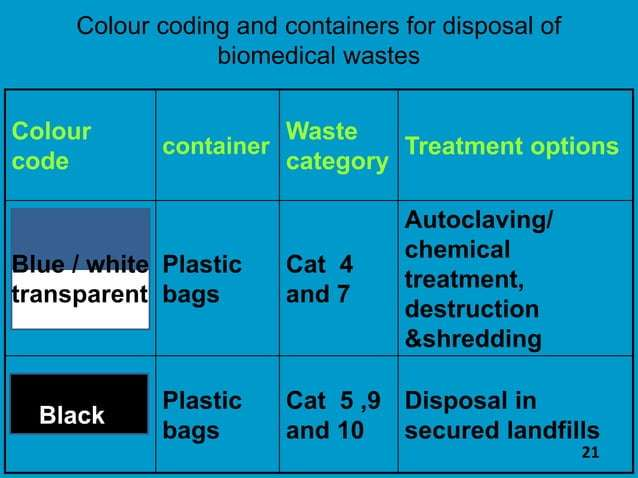 Colour coding and containers for disposal of
biomedical wastes
Colour
code
container
Waste
category
Treatment options
Blue / white
transparent
Plastic
bags
Cat 4
and 7
Autoclaving/
chemical
treatment,
destruction
&shredding
Black
Plastic
bags
Cat 5 ,9
and 10
Disposal in
secured landfills
21